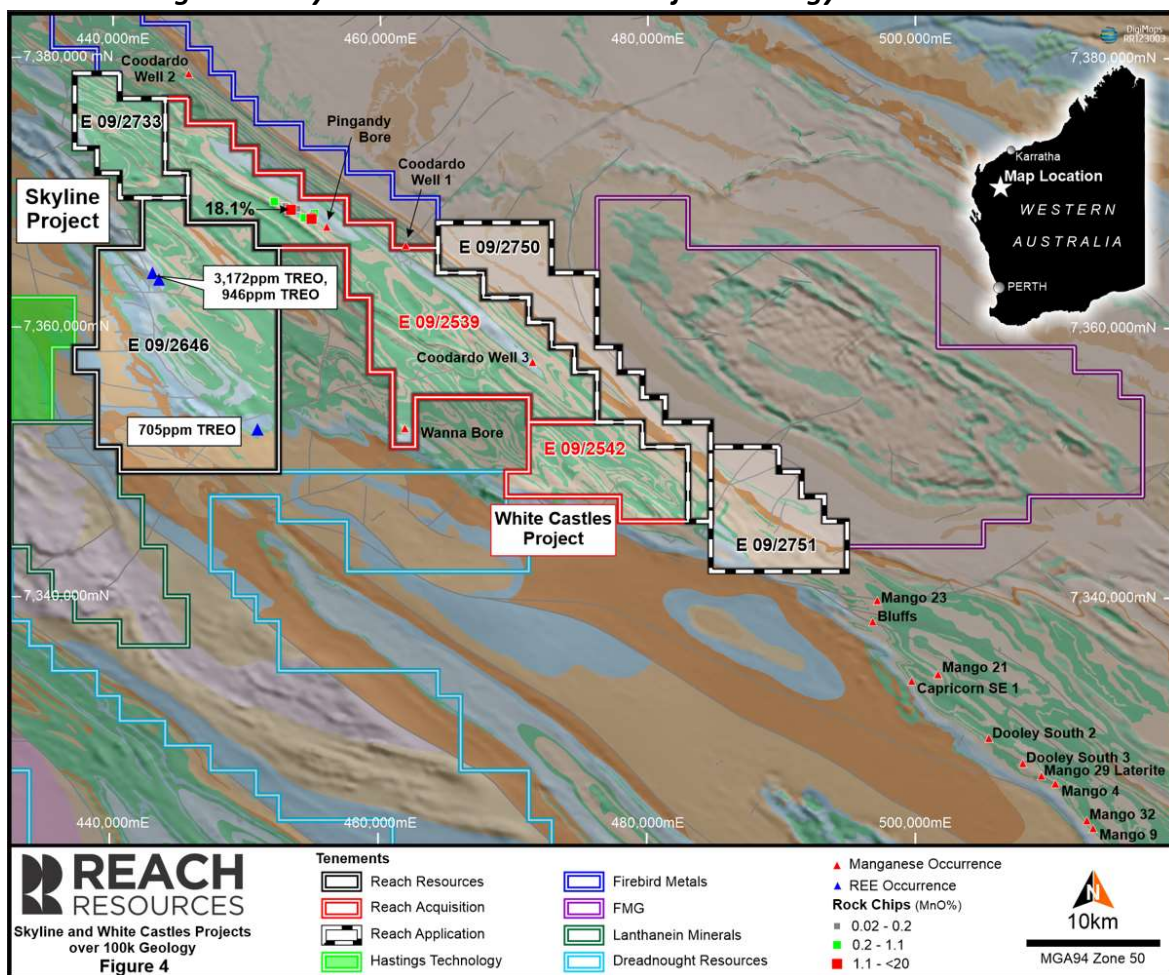 440,000mE
460,000mE
480,000mE
500,000mE
DigiMaps
RR123003
7,380,000mN
7,380,000mN
Coodardo
Well 2
E 09/2733
Pingandy
Bore
Coodardo
Well 1
Karratha
Map Location
WESTERN
AUSTRALIA
PERTH
Skyline
Project
18.1%
E 09/2750
3,172ppm TREO,
946ppm TREO
7,360,000mN
7,360,000mN
E 09/2539
E 09/2646
Coodardo Well 3
705ppm TREO
Wanna Bore
E 09/2542
White Castles
Project
E 09/2751
7,340,000mN
7,340,000mN
Mango 23
Bluffs
Mango 21
Capricorn SE 1
Dooley South 2
Dooley South 3
Mango 29 Laterite
Mango 4
Mango 32
Mango 9
440,000mE
460,000mE
480,000mE
500,000mE
REACH
RESOURCES
Skyline and White Castles Projects
over 100k Geology
Figure 4
Tenements
Reach Resources
Reach Acquisition
Reach Application
Hastings Technology
Firebird Metals
FMG
Lanthanein Minerals
Dreadnought Resources
Manganese Occurrence
REE Occurrence
Rock Chips (MnO%)
0.02 - 0.2
0.2 - 1.1
1.1 - <20
N
10km
MGA94 Zone 50